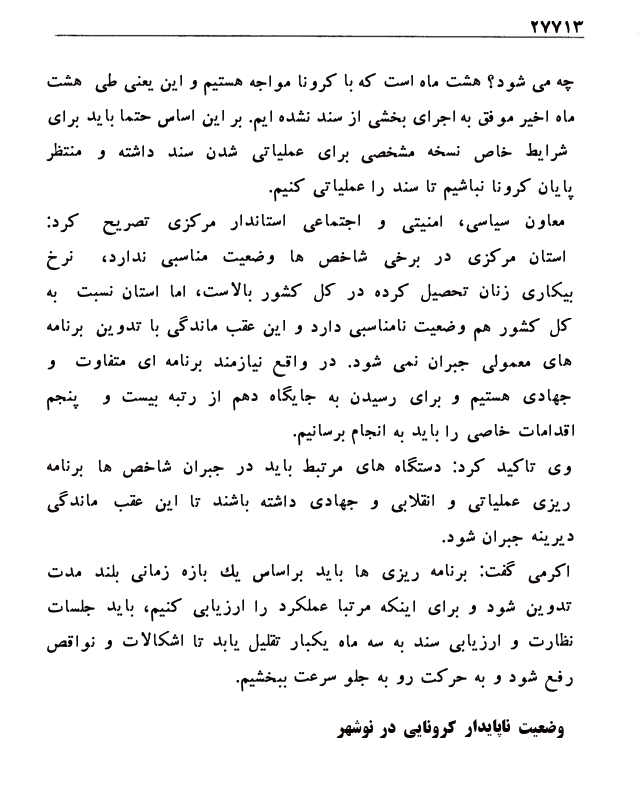 ۲۷۷۱۳
چه می شود؟ هشت ماه است که با کرونا مواجه هستیم و این یعنی طی هشت
ماه اخیر موفق به اجرای بخشی از سند نشده ایم. بر این اساس حتما باید برای
شرایط خاص نسخه مشخصی برای عملیاتی شدن سند داشته و منتظر
پایان کرونا نباشیم تا سند را عملیاتی کنیم.
معاون سیاسی، امنیتی و اجتماعی استاندار مرکزی تصریح کرد:
استان مرکزی در برخی شاخص ها وضعیت مناسبی ندارد، نرخ
بیکاری زنان تحصیل کرده در کل کشور بالاست، اما استان نسبت به
کل کشور هم وضعیت نامناسبی دارد و این عقب ماندگی با تدوین برنامه
های معمولی جبران نمی شود. در واقع نیازمند برنامه ای متفاوت و
جهادی هستیم و برای رسیدن به جایگاه دهم از رتبه بیست و پنجم
اقدامات خاصی را باید به انجام برسانیم.
وی تاکید کرد: دستگاه های مرتبط باید در جبران شاخص ها برنامه
ریزی عملیاتی و انقلابی و جهادی داشته باشند تا این عقب ماندگی
دیرینه جبران شود.
اکرمی گفت: برنامه ریزی ها باید براساس یك بازه زمانی بلند مدت
تدوین شود و برای اینکه مرتبا عملکرد را ارزیابی کنیم، باید جلسات
نظارت و ارزیابی سند به سه ماه یکبار تقلیل یابد تا اشکالات و نواقص
رفع شود و به حرکت رو به جلو سرعت ببخشیم.
وضعیت ناپایدار کرونایی در نوشهر